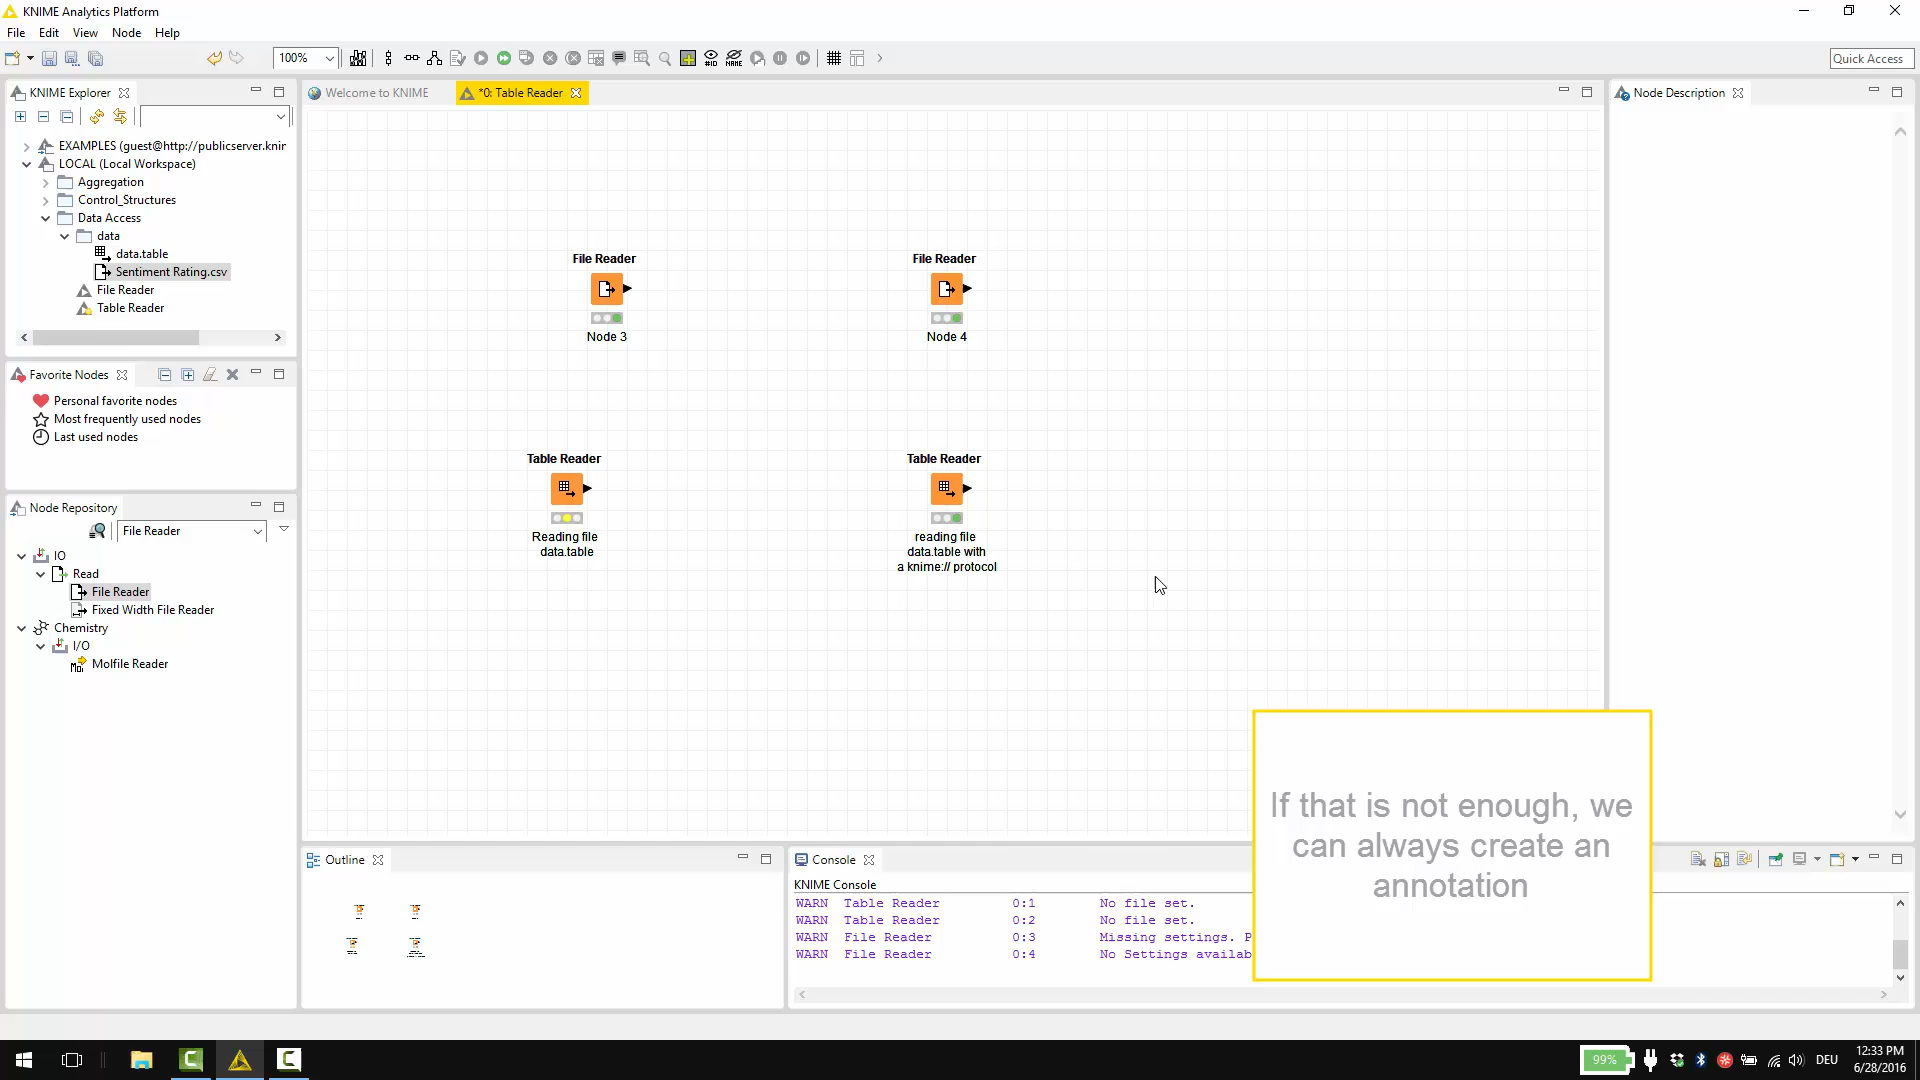 KNIME Analytics Platform
File Edit View Node Help
100%
Quick Access
KNIME Explorer
EXAMPLES (guest@http://publicserver.knir
LOCAL (Local Workspace)
Aggregation
Control_Structures
Data Access
data
data.table
Sentiment Rating.csv
File Reader
Table Reader
Favorite Nodes
Personal favorite nodes
Most frequently used nodes
Last used nodes
Node Repository
File Reader
IO
Read
File Reader
Fixed Width File Reader
Chemistry
I/O
Molfile Reader
Welcome to KNIME
*0: Table Reader
File Reader
Node 3
File Reader
Node 4
Table Reader
Reading file
data.table
Table Reader
reading file
data.table with
a knime:// protocol
Node Description
Outline
Console
KNIME Console
WARN Table Reader 0:1 No file set.
WARN Table Reader 0:2 No file set.
WARN File Reader 0:3 Missing settings. P
WARN File Reader 0:4 No Settings availab
If that is not enough, we
can always create an
annotation
99%
DEU
12:33 PM
6/28/2016